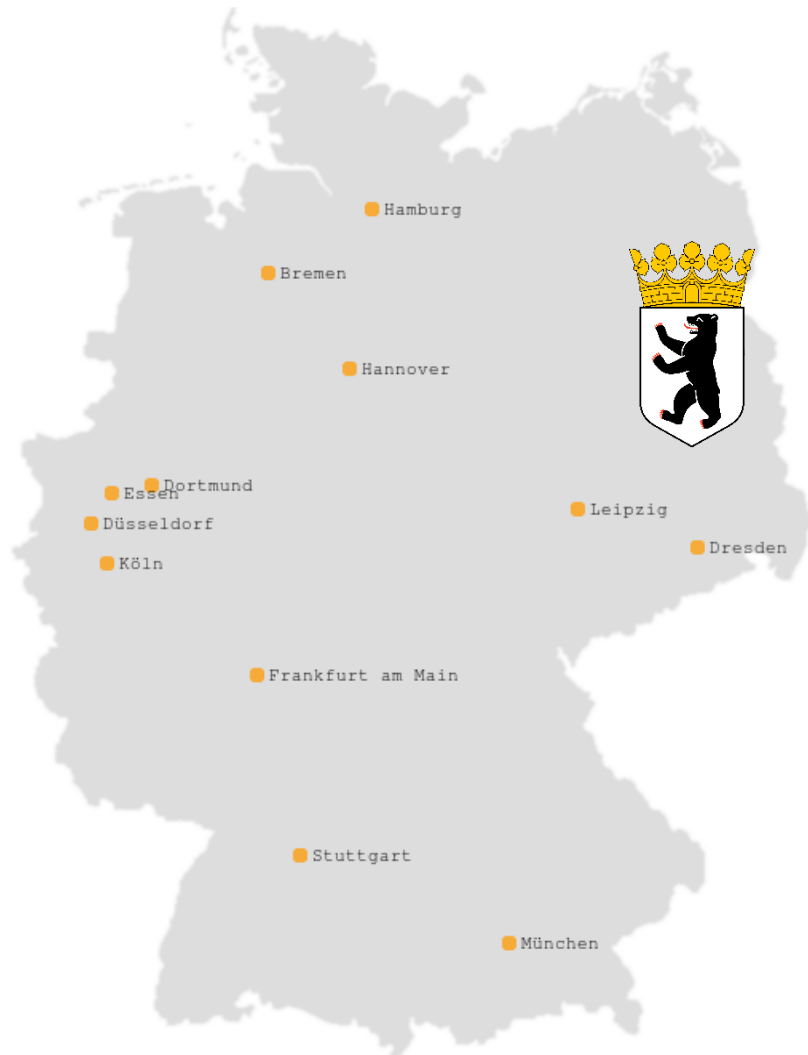 Hamburg
Bremen
Hannover
Dortmund
Essen
Düsseldorf
Köln
Leipzig
Dresden
Frankfurt am Main
Stuttgart
München